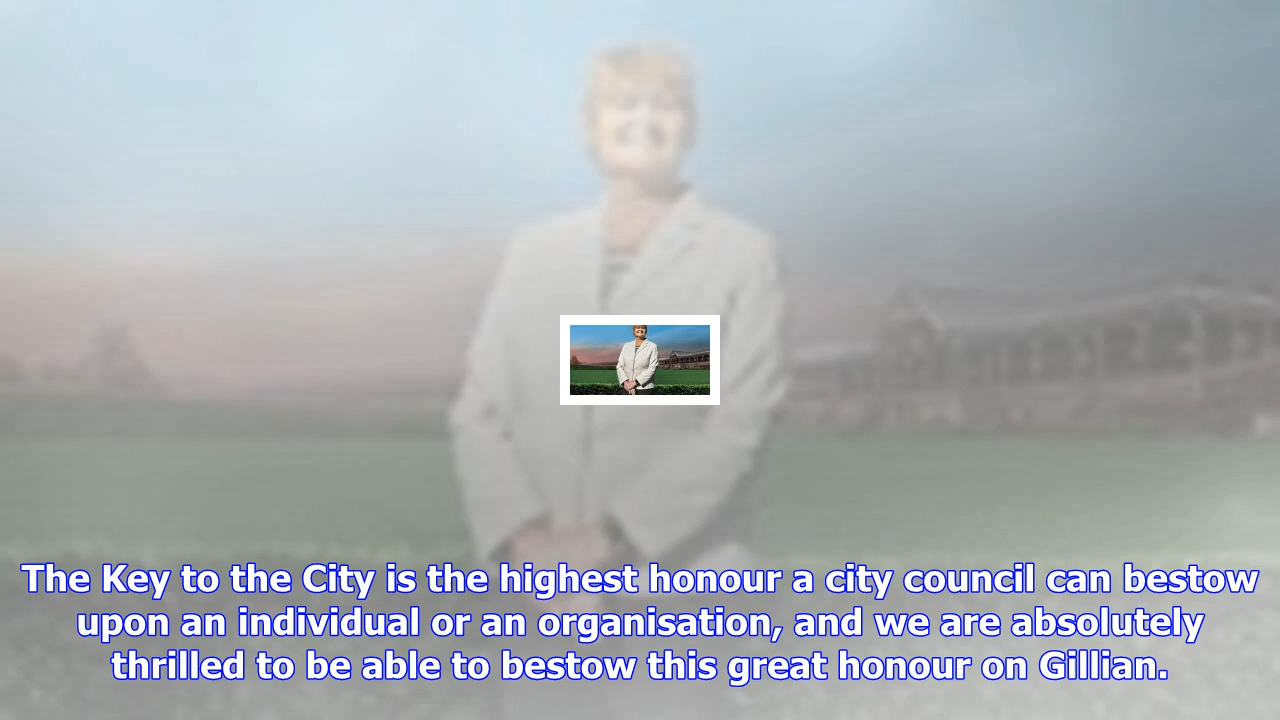 The Key to the City is the highest honour a city council can bestow
upon an individual or an organisation, and we are absolutely
thrilled to be able to bestow this great honour on Gillian.